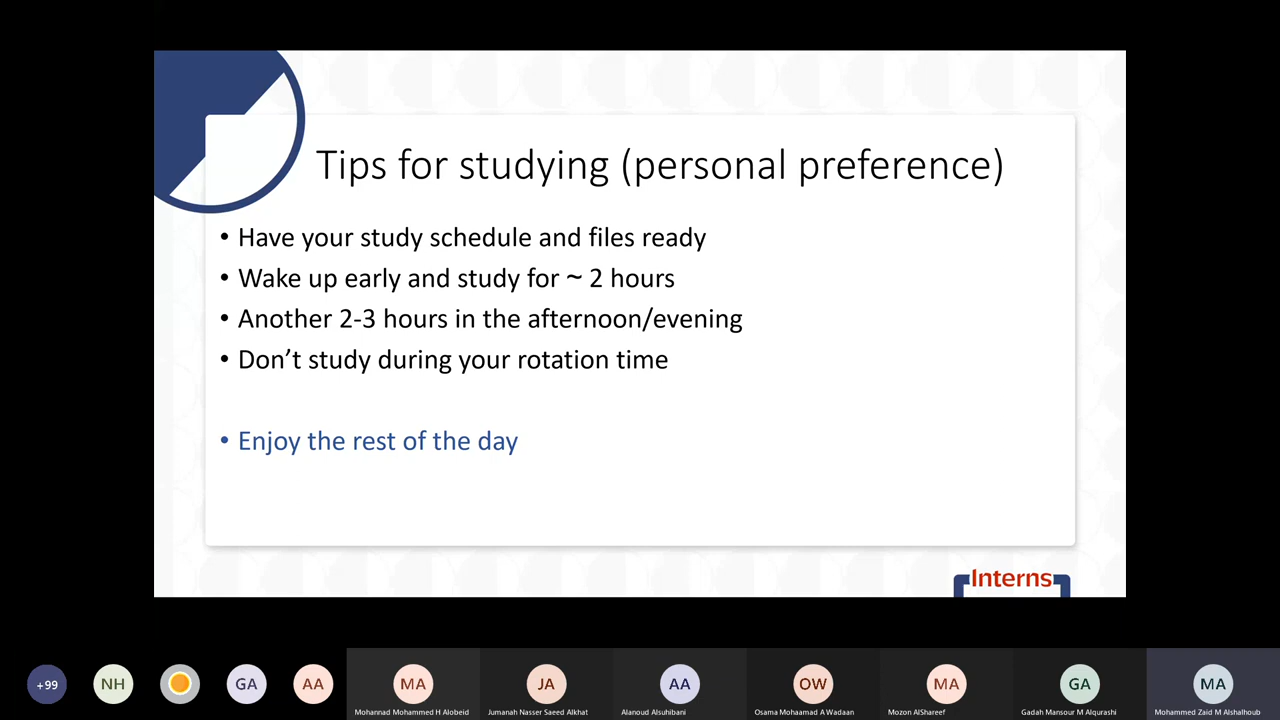 Tips for studying (personal preference)
• Have your study schedule and files ready
• Wake up early and study for ~ 2 hours
• Another 2-3 hours in the afternoon/evening
• Don’t study during your rotation time
• Enjoy the rest of the day
Interns
+99
NH
GA
AA
MA
JA
AA
OW
MA
GA
MA
Mohannad Mohammed H Alobeid
Jumanah Nasser Saeed Alkhat
Alanoud Alsuhibani
Osama Mohaamad A Wadaan
Mozon AlShareef
Gadah Mansour M Alqurashi
Mohammed Zaid M Alshalhoub